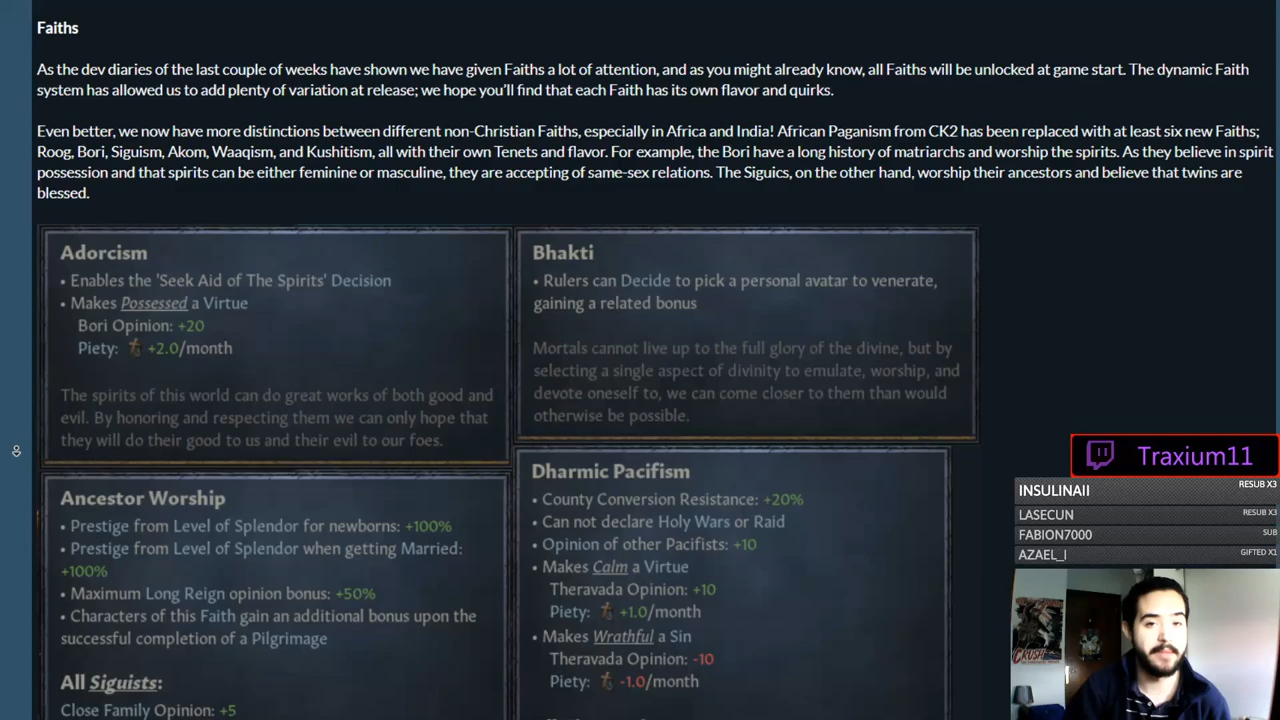 Faiths
As the dev diaries of the last couple of weeks have shown we have given Faiths a lot of attention, and as you might already know, all Faiths will be unlocked at game start. The dynamic Faith
system has allowed us to add plenty of variation at release; we hope you'll find that each Faith has its own flavor and quirks.
Even better, we now have more distinctions between different non-Christian Faiths, especially in Africa and India! African Paganism from CK2 has been replaced with at least six new Faiths;
Roog, Bori, Siguism, Akom, Waaqism, and Kushitism, all with their own Tenets and flavor. For example, the Bori have a long history of matriarchs and worship the spirits. As they believe in spirit
possession and that spirits can be either feminine or masculine, they are accepting of same-sex relations. The Siguics, on the other hand, worship their ancestors and believe that twins are
blessed.
Adorcism
• Enables the 'Seek Aid of The Spirits' Decision
• Makes Possessed a Virtue
Bori Opinion: +20
Piety: +2.0/month
The spirits of this world can do great works of both good and
evil. By honoring and respecting them we can only hope that
they will do their good to us and their evil to our foes.
Ancestor Worship
• Prestige from Level of Splendor for newborns: +100%
• Prestige from Level of Splendor when getting Married:
+100%
• Maximum Long Reign opinion bonus: +50%
• Characters of this Faith gain an additional bonus upon the
successful completion of a Pilgrimage
All Siguists:
Close Family Opinion: +5
Bhakti
• Rulers can Decide to pick a personal avatar to venerate,
gaining a related bonus
Mortals cannot live up to the full glory of the divine, but by
selecting a single aspect of divinity to emulate, worship, and
devote oneself to, we can come closer to them than would
otherwise be possible.
Dharmic Pacifism
• County Conversion Resistance: +20%
• Can not declare Holy Wars or Raid
• Opinion of other Pacifists: +10
• Makes Calm a Virtue
Theravada Opinion: +10
Piety: +1.0/month
• Makes Wrathful a Sin
Theravada Opinion: -10
Piety: -1.0/month
Traxium11
INSULINAII RESUB X3
LASECUN RESUB X3
FABION7000 SUB
AZAEL_I GIFTED X1
CRUSH